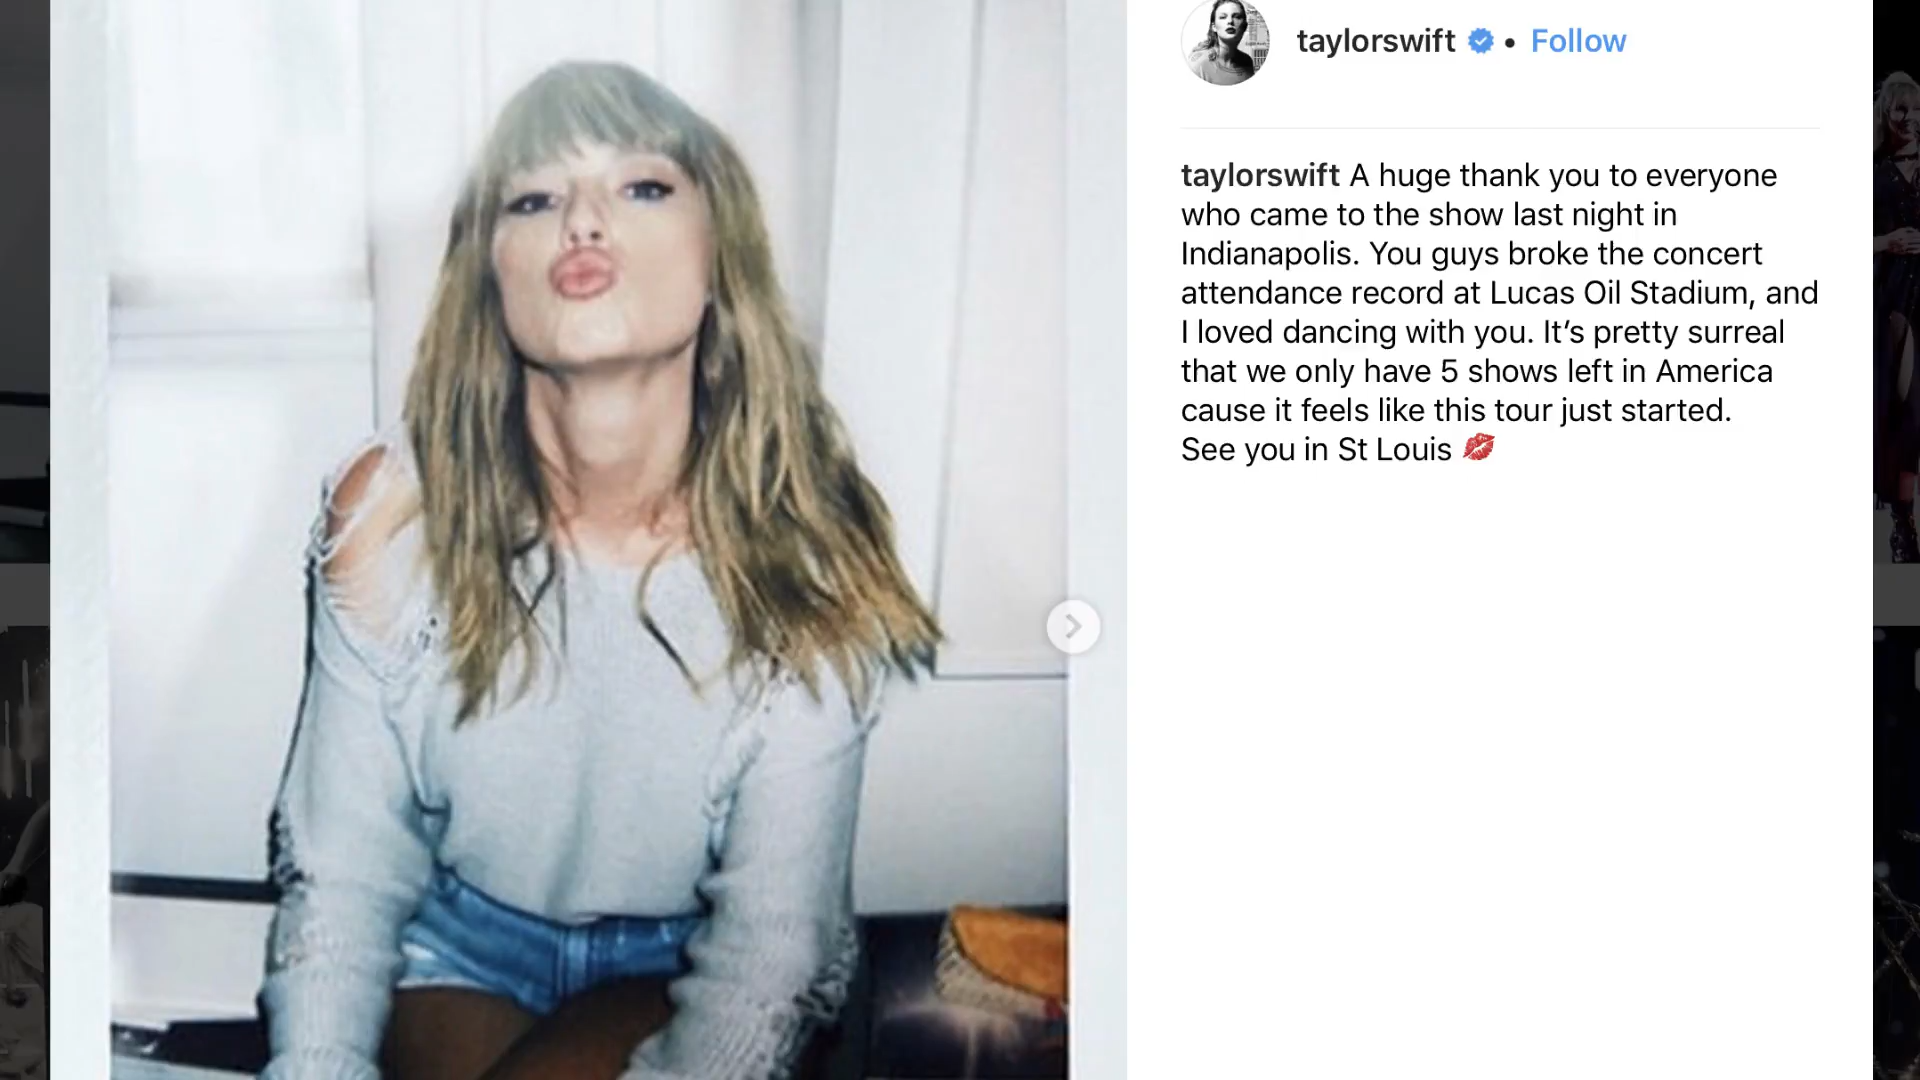 taylorswift • Follow
taylorswift A huge thank you to everyone
who came to the show last night in
Indianapolis. You guys broke the concert
attendance record at Lucas Oil Stadium, and
I loved dancing with you. It’s pretty surreal
that we only have 5 shows left in America
cause it feels like this tour just started.
See you in St Louis 💋